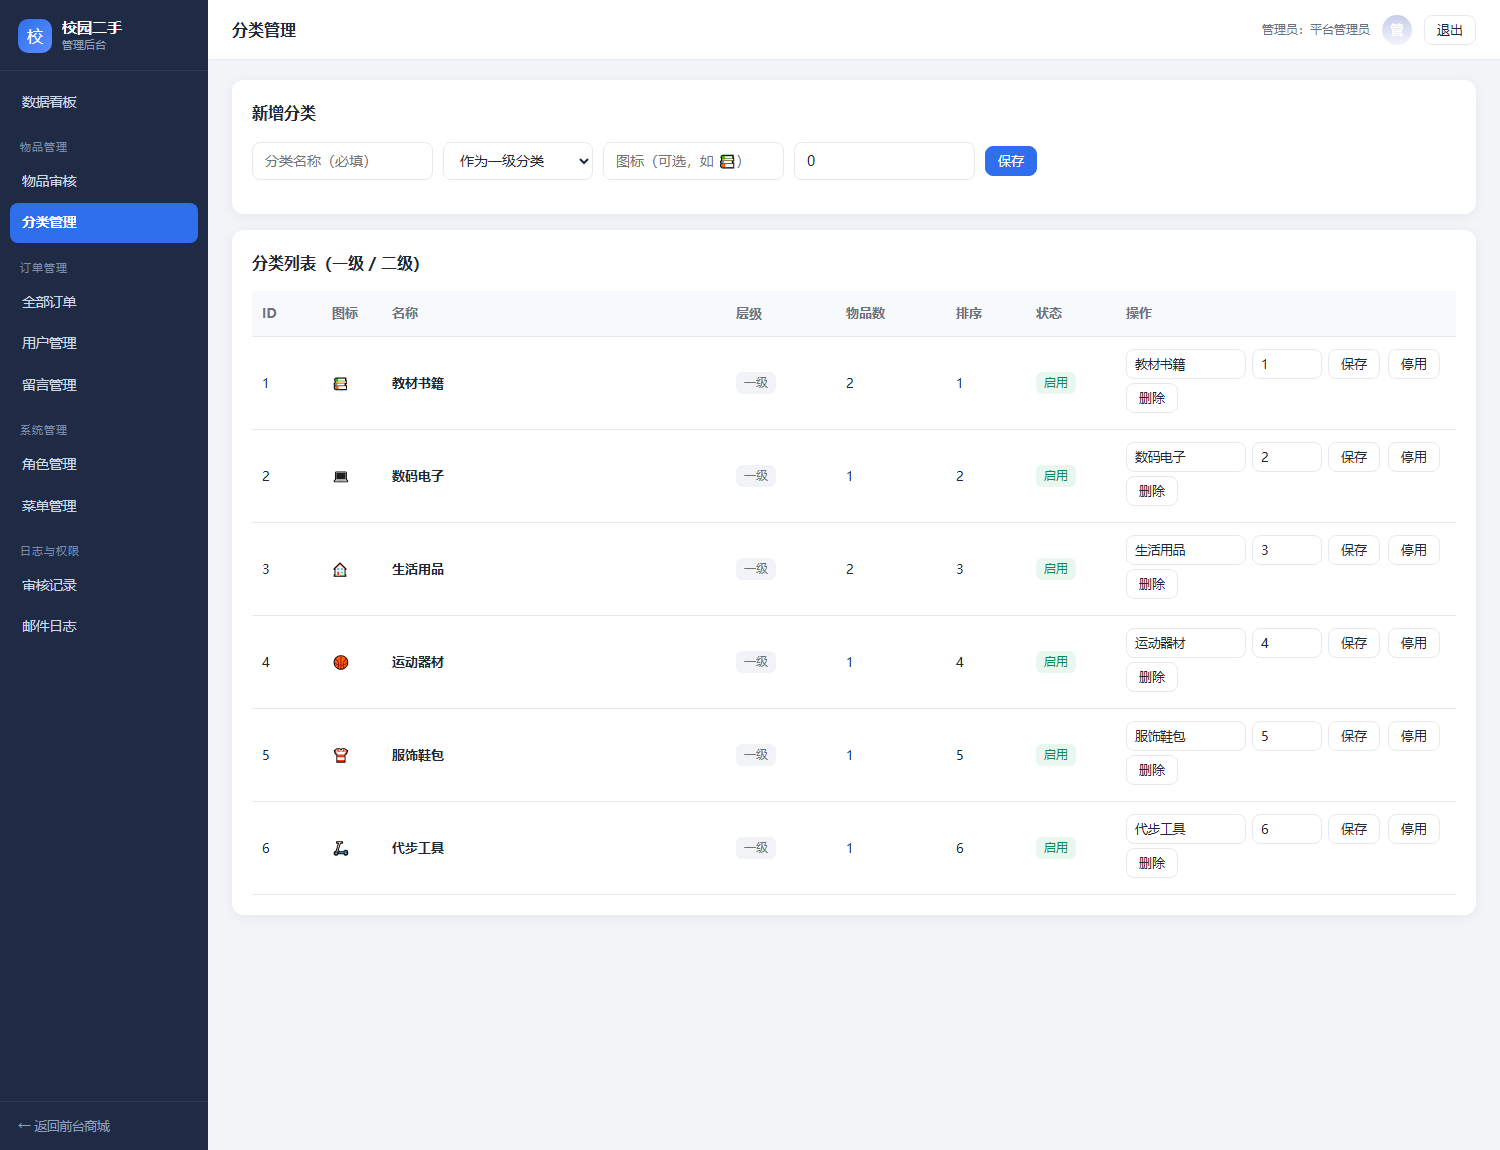 校
校园二手
管理后台
数据看板
物品管理
物品审核
分类管理
订单管理
全部订单
用户管理
留言管理
系统管理
角色管理
菜单管理
日志与权限
审核记录
邮件日志
← 返回前台商城
分类管理
管理员：平台管理员
管
退出
新增分类
分类名称（必填） 作为一级分类 图标（可选，如 📚） 0 保存
分类列表（一级 / 二级）
ID 图标 名称 层级 物品数 排序 状态 操作
1 📚 教材书籍 一级 2 1 启用 教材书籍 1 保存 停用
删除
2 💻 数码电子 一级 1 2 启用 数码电子 2 保存 停用
删除
3 🏠 生活用品 一级 2 3 启用 生活用品 3 保存 停用
删除
4 🏀 运动器材 一级 1 4 启用 运动器材 4 保存 停用
删除
5 👕 服饰鞋包 一级 1 5 启用 服饰鞋包 5 保存 停用
删除
6 🛴 代步工具 一级 1 6 启用 代步工具 6 保存 停用
删除